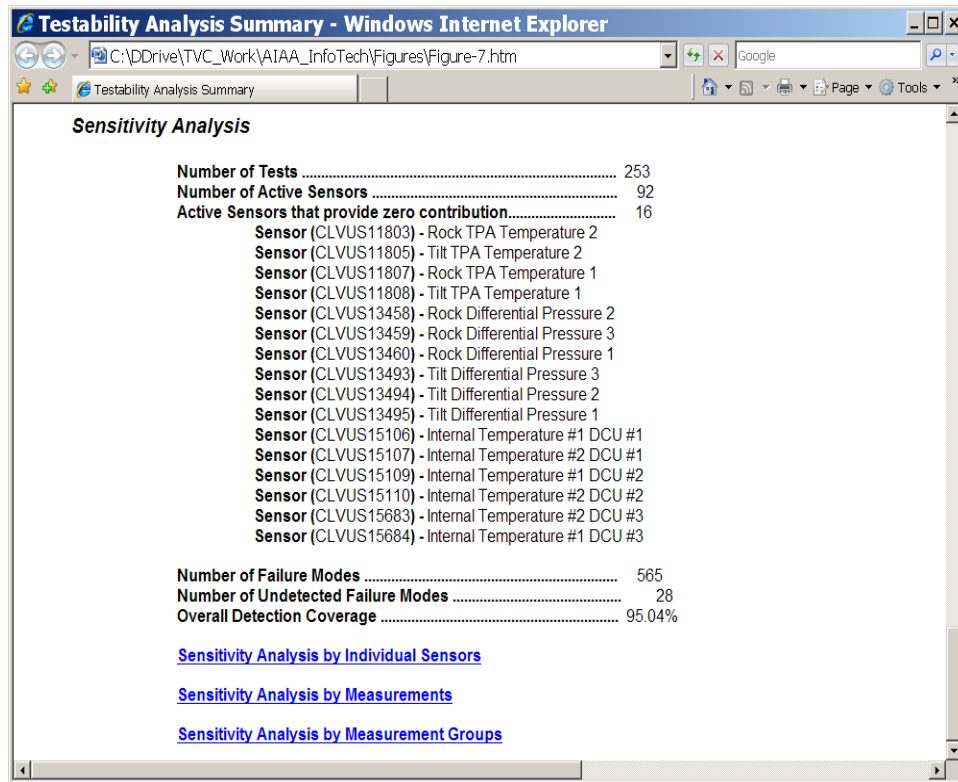 Testability Analysis Summary - Windows Internet Explorer
C:\DDrive\TVC_Work\AIAA_InfoTech\Figures\Figure-7.htm
Google
Testability Analysis Summary
Page
Tools
»
Sensitivity Analysis
Number of Tests ................................................................................ 253
Number of Active Sensors ............................................................... 92
Active Sensors that provide zero contribution............................ 16
Sensor (CLVUS11803) - Rock TPA Temperature 2
Sensor (CLVUS11805) - Tilt TPA Temperature 2
Sensor (CLVUS11807) - Rock TPA Temperature 1
Sensor (CLVUS11808) - Tilt TPA Temperature 1
Sensor (CLVUS13458) - Rock Differential Pressure 2
Sensor (CLVUS13459) - Rock Differential Pressure 3
Sensor (CLVUS13460) - Rock Differential Pressure 1
Sensor (CLVUS13493) - Tilt Differential Pressure 3
Sensor (CLVUS13494) - Tilt Differential Pressure 2
Sensor (CLVUS13495) - Tilt Differential Pressure 1
Sensor (CLVUS15106) - Internal Temperature #1 DCU #1
Sensor (CLVUS15107) - Internal Temperature #2 DCU #1
Sensor (CLVUS15109) - Internal Temperature #1 DCU #2
Sensor (CLVUS15110) - Internal Temperature #2 DCU #2
Sensor (CLVUS15683) - Internal Temperature #2 DCU #3
Sensor (CLVUS15684) - Internal Temperature #1 DCU #3
Number of Failure Modes ................................................................. 565
Number of Undetected Failure Modes ........................................... 28
Overall Detection Coverage ............................................................. 95.04%
Sensitivity Analysis by Individual Sensors
Sensitivity Analysis by Measurements
Sensitivity Analysis by Measurement Groups